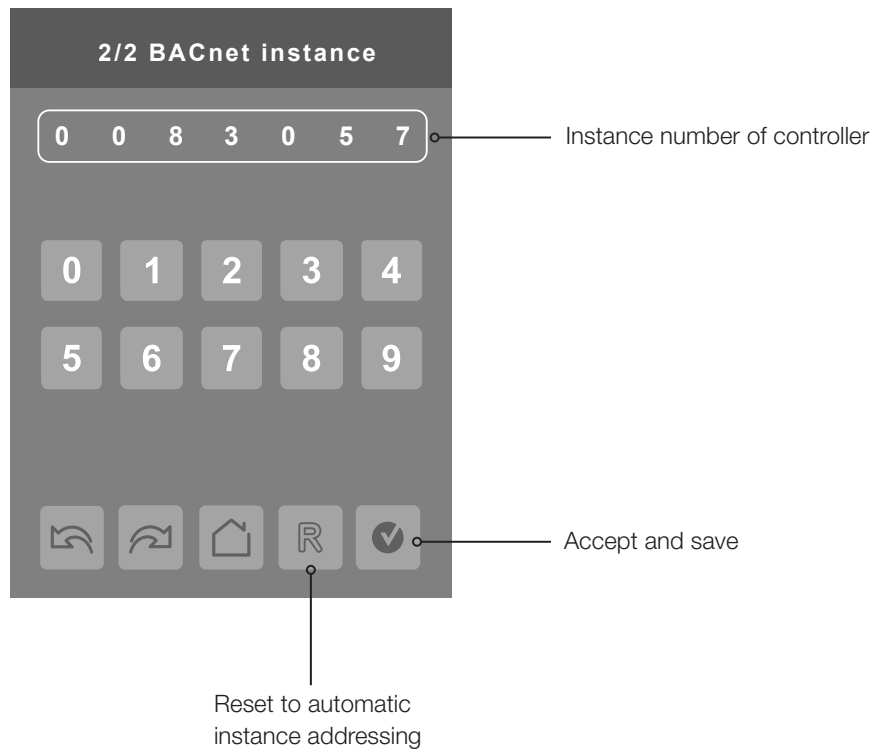 2/2 BACnet instance
0 0 8 3 0 5 7
Instance number of controller
0 1 2 3 4
5 6 7 8 9
R
Accept and save
Reset to automatic
instance addressing